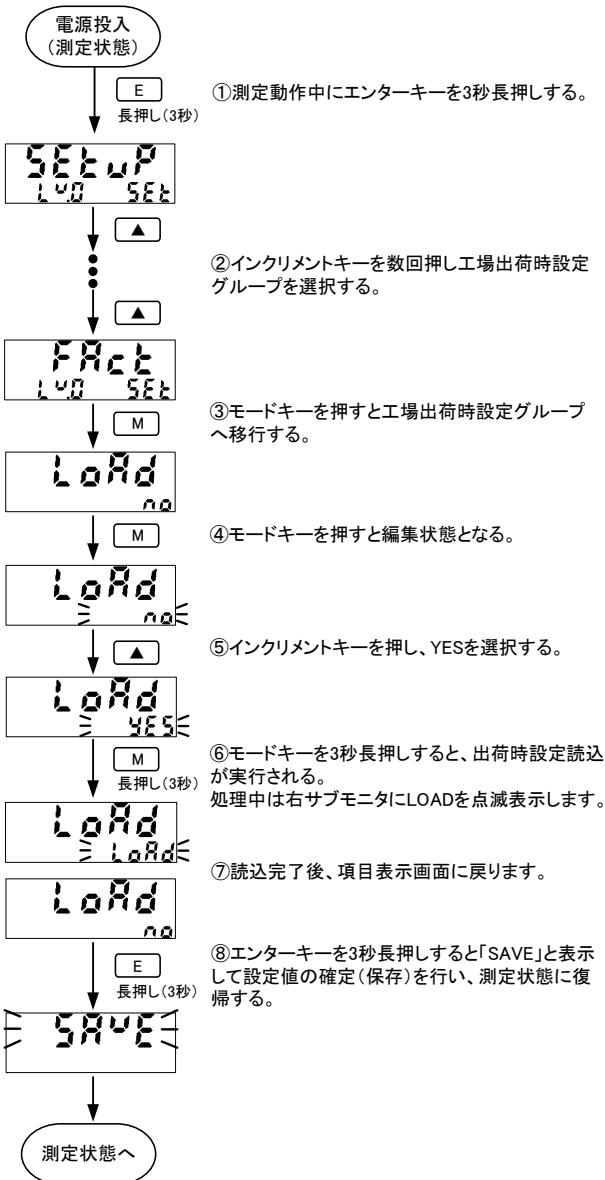 電源投入
(測定状態)
E
長押し(3秒)
①測定動作中にエンターキーを3秒長押しする。
SEtuP
LV.0 SEt
▲
②インクリメントキーを数回押し工場出荷時設定
グループを選択する。
▲
FAct
LV.0 SEt
M
③モードキーを押すと工場出荷時設定グループ
へ移行する。
LoAd
no
M
④モードキーを押すと編集状態となる。
LoAd
no
▲
⑤インクリメントキーを押し、YESを選択する。
LoAd
YES
M
長押し(3秒)
⑥モードキーを3秒長押しすると、出荷時設定読込
が実行される。
処理中は右サブモニタにLOADを点滅表示します。
LoAd
LoAd
⑦読込完了後、項目表示画面に戻ります。
LoAd
no
E
長押し(3秒)
⑧エンターキーを3秒長押しすると「SAVE」と表示
して設定値の確定(保存)を行い、測定状態に復
帰する。
SAvE
測定状態へ